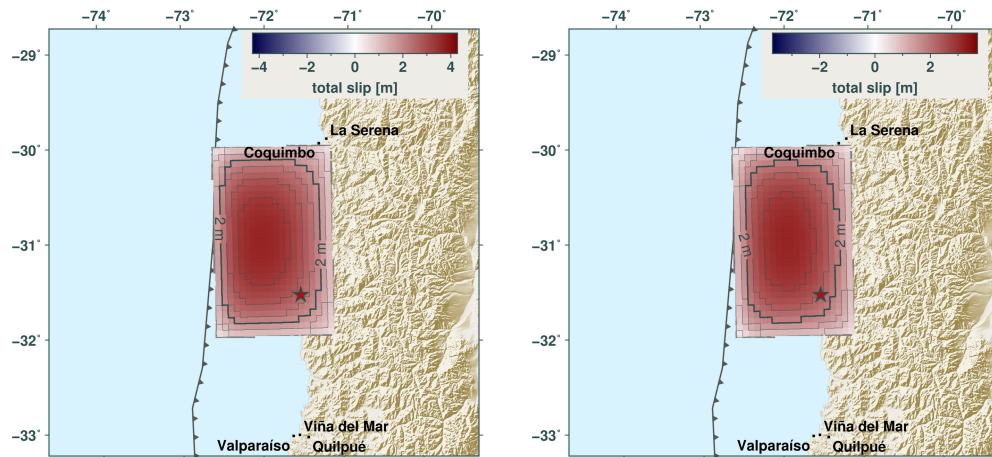 −74˚ −73˚ −72˚ −71˚ −70˚
−29˚
−30˚
−31˚
−32˚
−33˚
−4 −2 0 2 4
total slip [m]
La Serena
Coquimbo
2 m
2 m
Viña del Mar
Valparaíso
Quilpué
−74˚ −73˚ −72˚ −71˚ −70˚
−29˚
−30˚
−31˚
−32˚
−33˚
−2 0 2
total slip [m]
La Serena
Coquimbo
2 m
2 m
Viña del Mar
Valparaíso
Quilpué